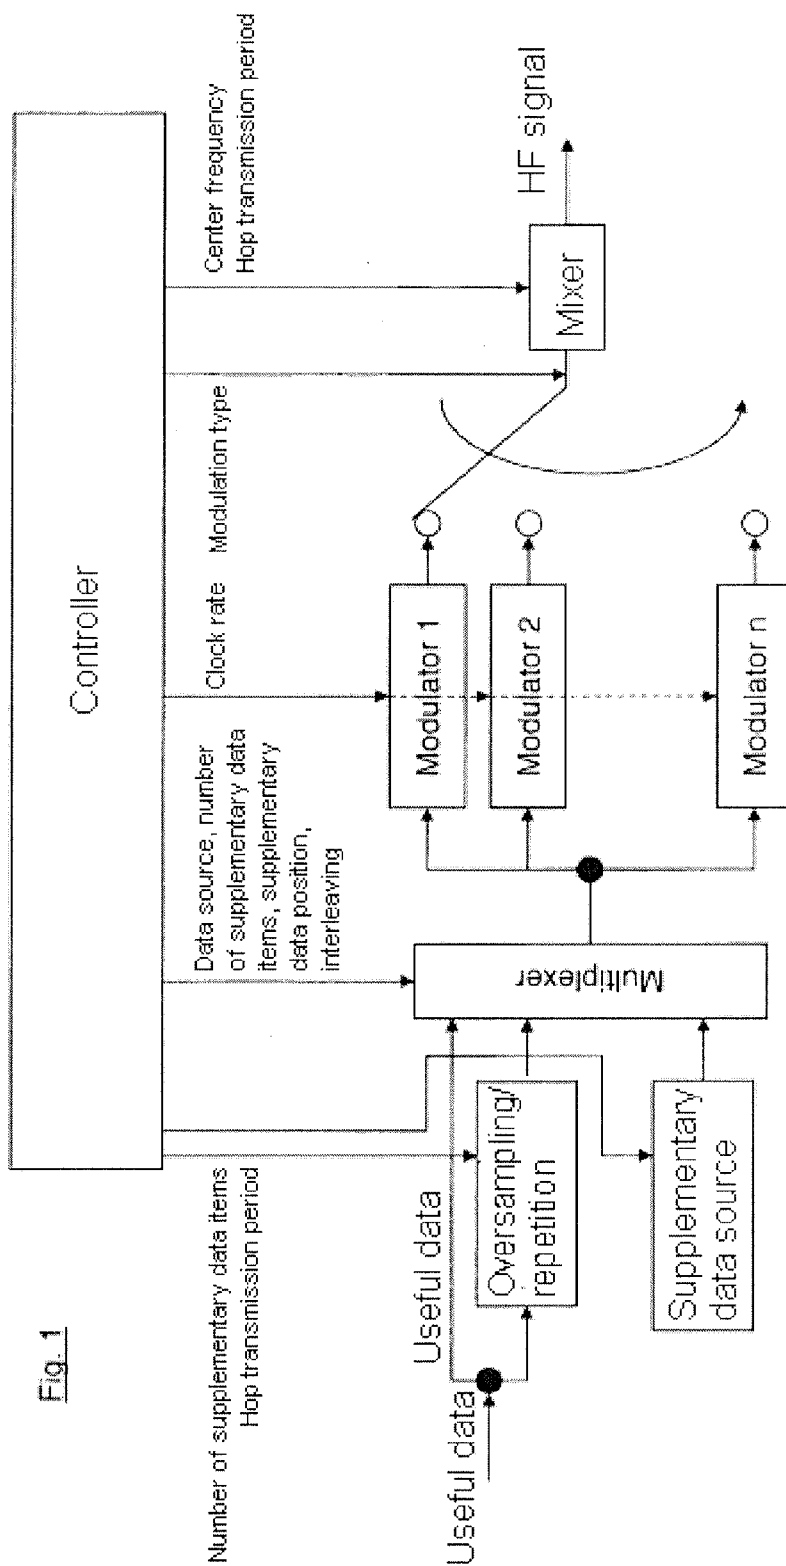 Fig. 1
Controller
Number of supplementary data items
Hop transmission period
Data source, number
of supplementary data
items, supplementary
data position,
interleaving
Clock rate
Modulation type
Center frequency
Hop transmission period
Useful data
Useful data
Oversampling/
repetition
Supplementary
data source
Multiplexer
Modulator 1
Modulator 2
Modulator n
Mixer
HF signal